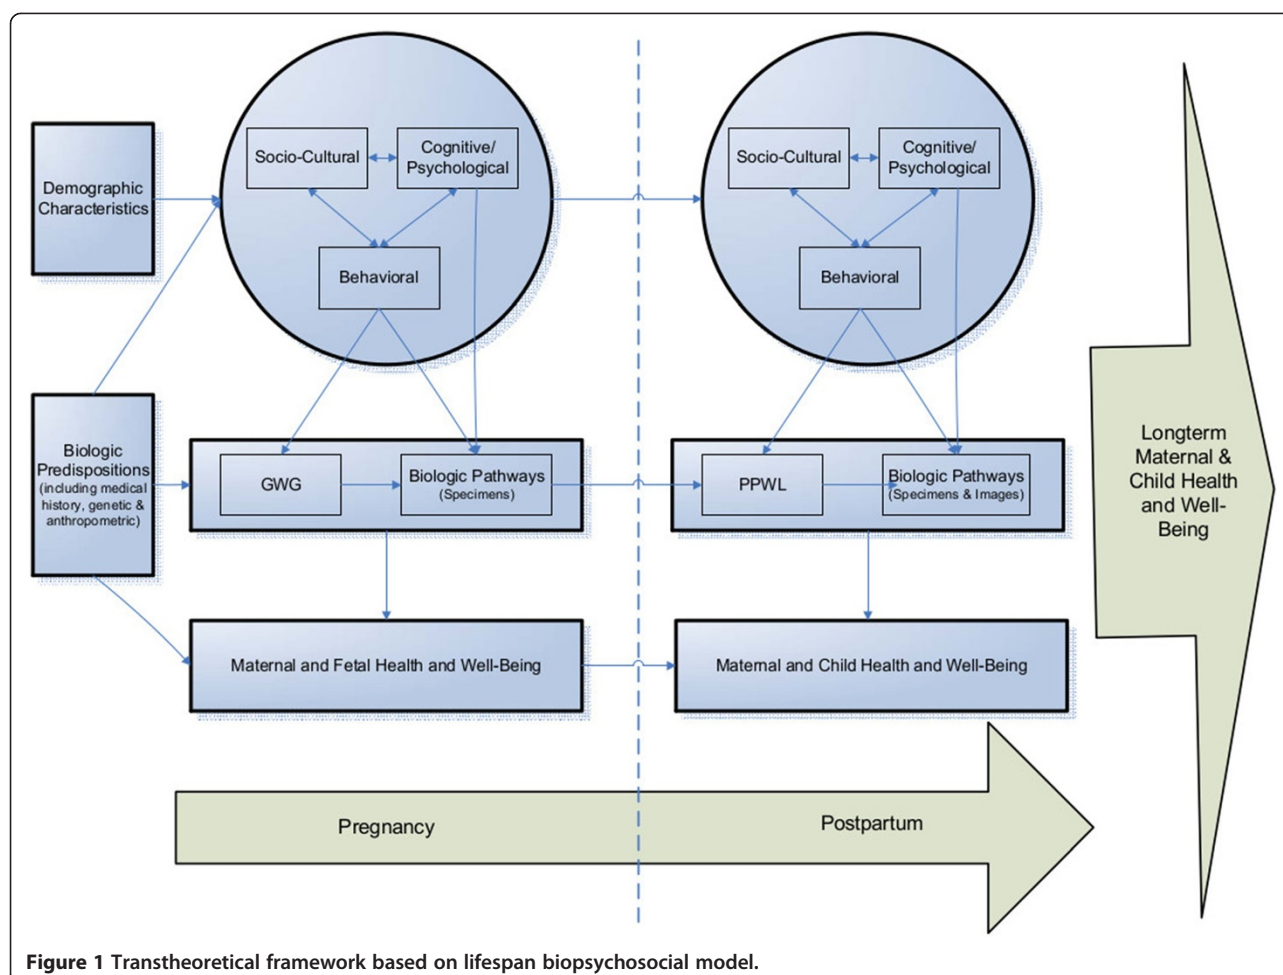 Demographic
Characteristics
Socio-Cultural
Cognitive/
Psychological
Behavioral
Socio-Cultural
Cognitive/
Psychological
Behavioral
Biologic
Predispositions
(including medical
history, genetic &
anthropometric)
GWG
Biologic Pathways
(Specimens)
PPWL
Biologic Pathways
(Specimens & Images)
Longterm
Maternal &
Child Health
and Well-
Being
Maternal and Fetal Health and Well-Being
Maternal and Child Health and Well-Being
Pregnancy
Postpartum
Figure 1 Transtheoretical framework based on lifespan biopsychosocial model.